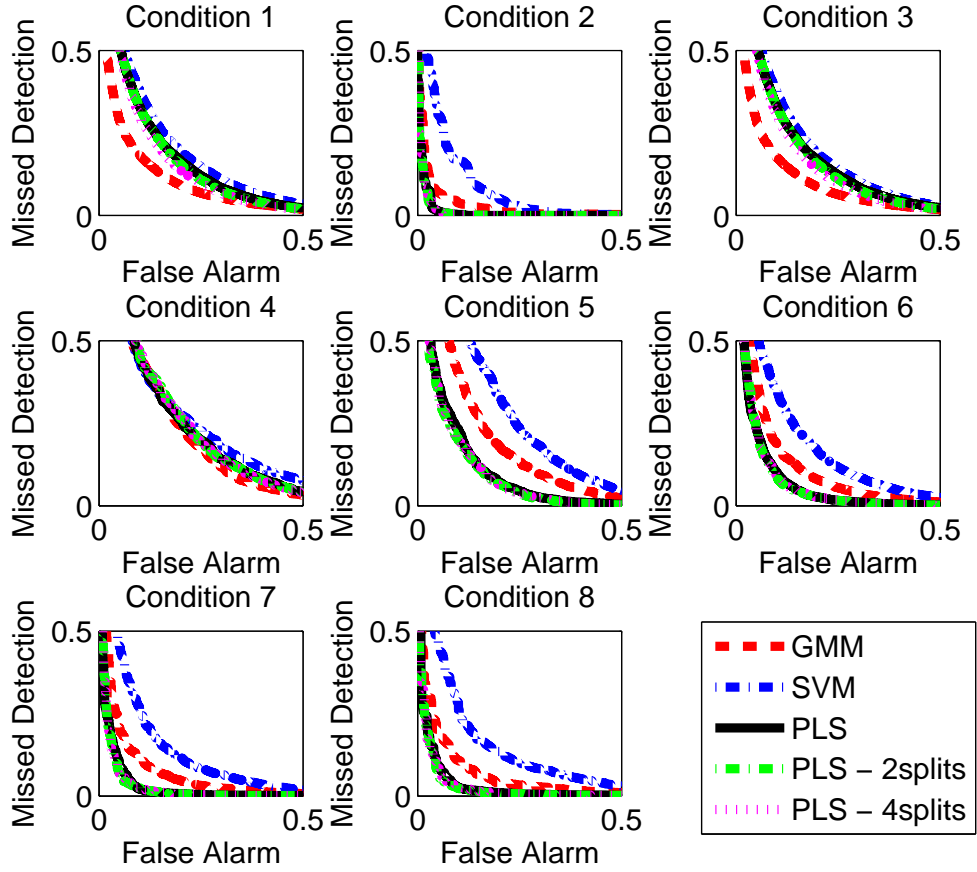 Condition 1
Condition 2
Condition 3
0.5
Missed Detection
0
0
0.5
False Alarm
0.5
Missed Detection
0
0
0.5
False Alarm
0.5
Missed Detection
0
0
0.5
False Alarm
Condition 4
Condition 5
Condition 6
0.5
Missed Detection
0
0
0.5
False Alarm
0.5
Missed Detection
0
0
0.5
False Alarm
0.5
Missed Detection
0
0
0.5
False Alarm
Condition 7
Condition 8
0.5
Missed Detection
0
0
0.5
False Alarm
0.5
Missed Detection
0
0
0.5
False Alarm
GMM
SVM
PLS
PLS − 2splits
PLS − 4splits